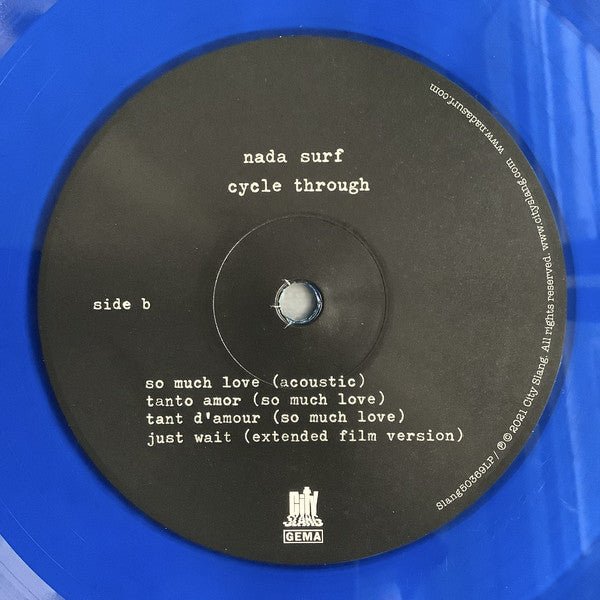 nada surf
cycle through
side b
so much love (acoustic)
tanto amor (so much love)
tant d'amour (so much love)
just wait (extended film version)
City
SLANG
GEMA
Slang50369LP / ℗ © 2021 City Slang. All rights reserved. www.cityslang.com www.nadasurf.com